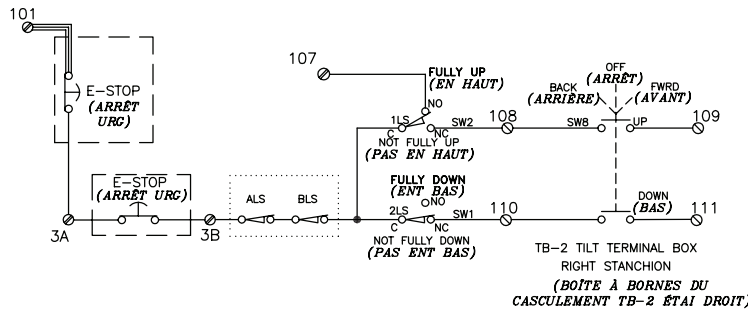 101
E-STOP
(ARRÊT
URG)
107
FULLY UP
(EN HAUT)
NO
1LS
C
NC
SW2
108
NOT FULLY UP
(PAS EN HAUT)
OFF
(ARRÊT)
BACK
(ARRIÈRE)
FWRD
(AVANT)
SW8
UP
109
E-STOP
(ARRÊT URG)
3A
3B
ALS
BLS
FULLY DOWN
(ENT BAS)
NO
2LS
C
NC
SW1
110
NOT FULLY DOWN
(PAS ENT BAS)
DOWN
(BAS)
111
TB-2 TILT TERMINAL BOX
RIGHT STANCHION
(BOÎTE À BORNES DU
CASCULEMENT TB-2 ÉTAI DROIT)